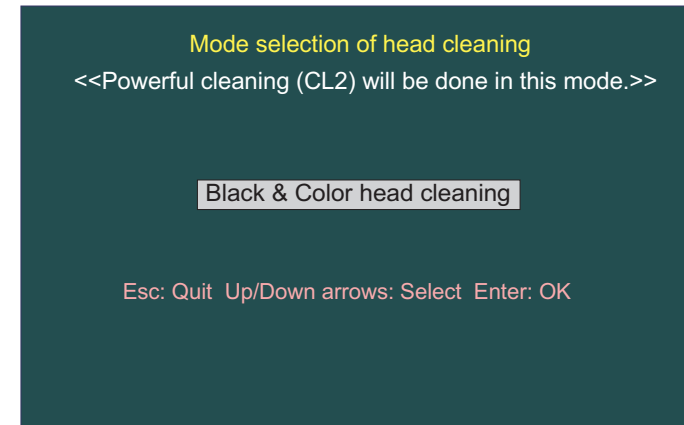 Mode selection of head cleaning
<<Powerful cleaning (CL2) will be done in this mode.>>
Black & Color head cleaning
Esc: Quit  Up/Down arrows: Select  Enter: OK